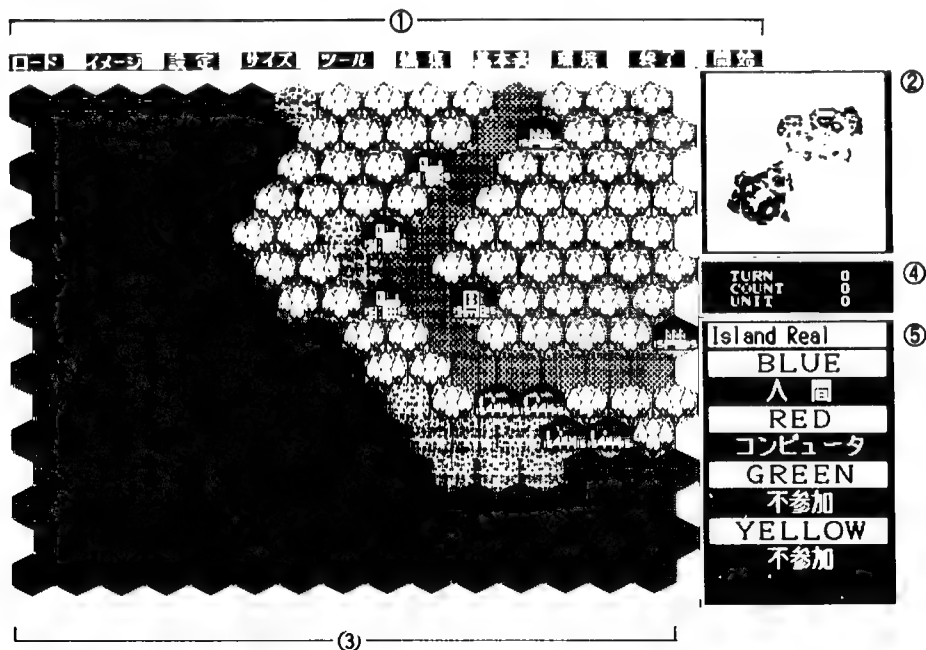 ①
ロード イメージ 設定 サイズ ツール 編集 基本表 環境 終了 開始
②
TURN 0
COUNT 0
UNIT 0
④
Island Real
⑤
BLUE
人間
RED
コンピュータ
GREEN
不参加
YELLOW
不参加
③